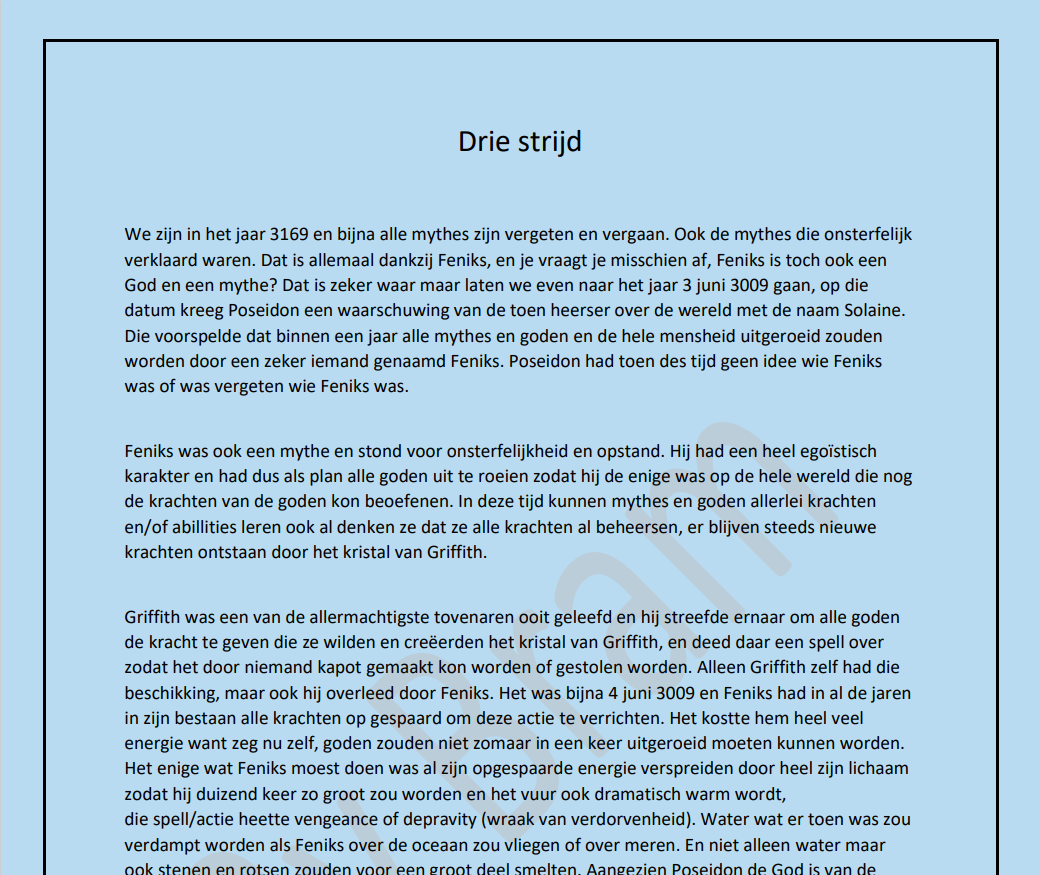 Drie strijd
We zijn in het jaar 3169 en bijna alle mythes zijn vergeten en vergaan. Ook de mythes die onsterfelijk
verklaard waren. Dat is allemaal dankzij Feniks, en je vraagt je misschien af, Feniks is toch ook een
God en een mythe? Dat is zeker waar maar laten we even naar het jaar 3 juni 3009 gaan, op die
datum kreeg Poseidon een waarschuwing van de toen heerser over de wereld met de naam Solaine.
Die voorspelde dat binnen een jaar alle mythes en goden en de hele mensheid uitgeroeid zouden
worden door een zeker iemand genaamd Feniks. Poseidon had toen des tijd geen idee wie Feniks
was of was vergeten wie Feniks was.
Feniks was ook een mythe en stond voor onsterfelijkheid en opstand. Hij had een heel egoïstisch
karakter en had dus als plan alle goden uit te roeien zodat hij de enige was op de hele wereld die nog
de krachten van de goden kon beoefenen. In deze tijd kunnen mythes en goden allerlei krachten
en/of abillities leren ook al denken ze dat ze alle krachten al beheersen, er blijven steeds nieuwe
krachten ontstaan door het kristal van Griffith.
Griffith was een van de allermachtigste tovenaren ooit geleefd en hij streefde ernaar om alle goden
de kracht te geven die ze wilden en creëerden het kristal van Griffith, en deed daar een spell over
zodat het door niemand kapot gemaakt kon worden of gestolen worden. Alleen Griffith zelf had die
beschikking, maar ook hij overleed door Feniks. Het was bijna 4 juni 3009 en Feniks had in al de jaren
in zijn bestaan alle krachten op gespaard om deze actie te verrichten. Het kostte hem heel veel
energie want zeg nu zelf, goden zouden niet zomaar in een keer uitgeroeid moeten kunnen worden.
Het enige wat Feniks moest doen was al zijn opgespaarde energie verspreiden door heel zijn lichaam
zodat hij duizend keer zo groot zou worden en het vuur ook dramatisch warm wordt,
die spell/actie heette vengeance of depravity (wraak van verdorvenheid). Water wat er toen was zou
verdampt worden als Feniks over de oceaan zou vliegen of over meren. En niet alleen water maar
ook stenen en rotsen zouden voor een groot deel smelten. Aangezien Poseidon de God is van de
Bram